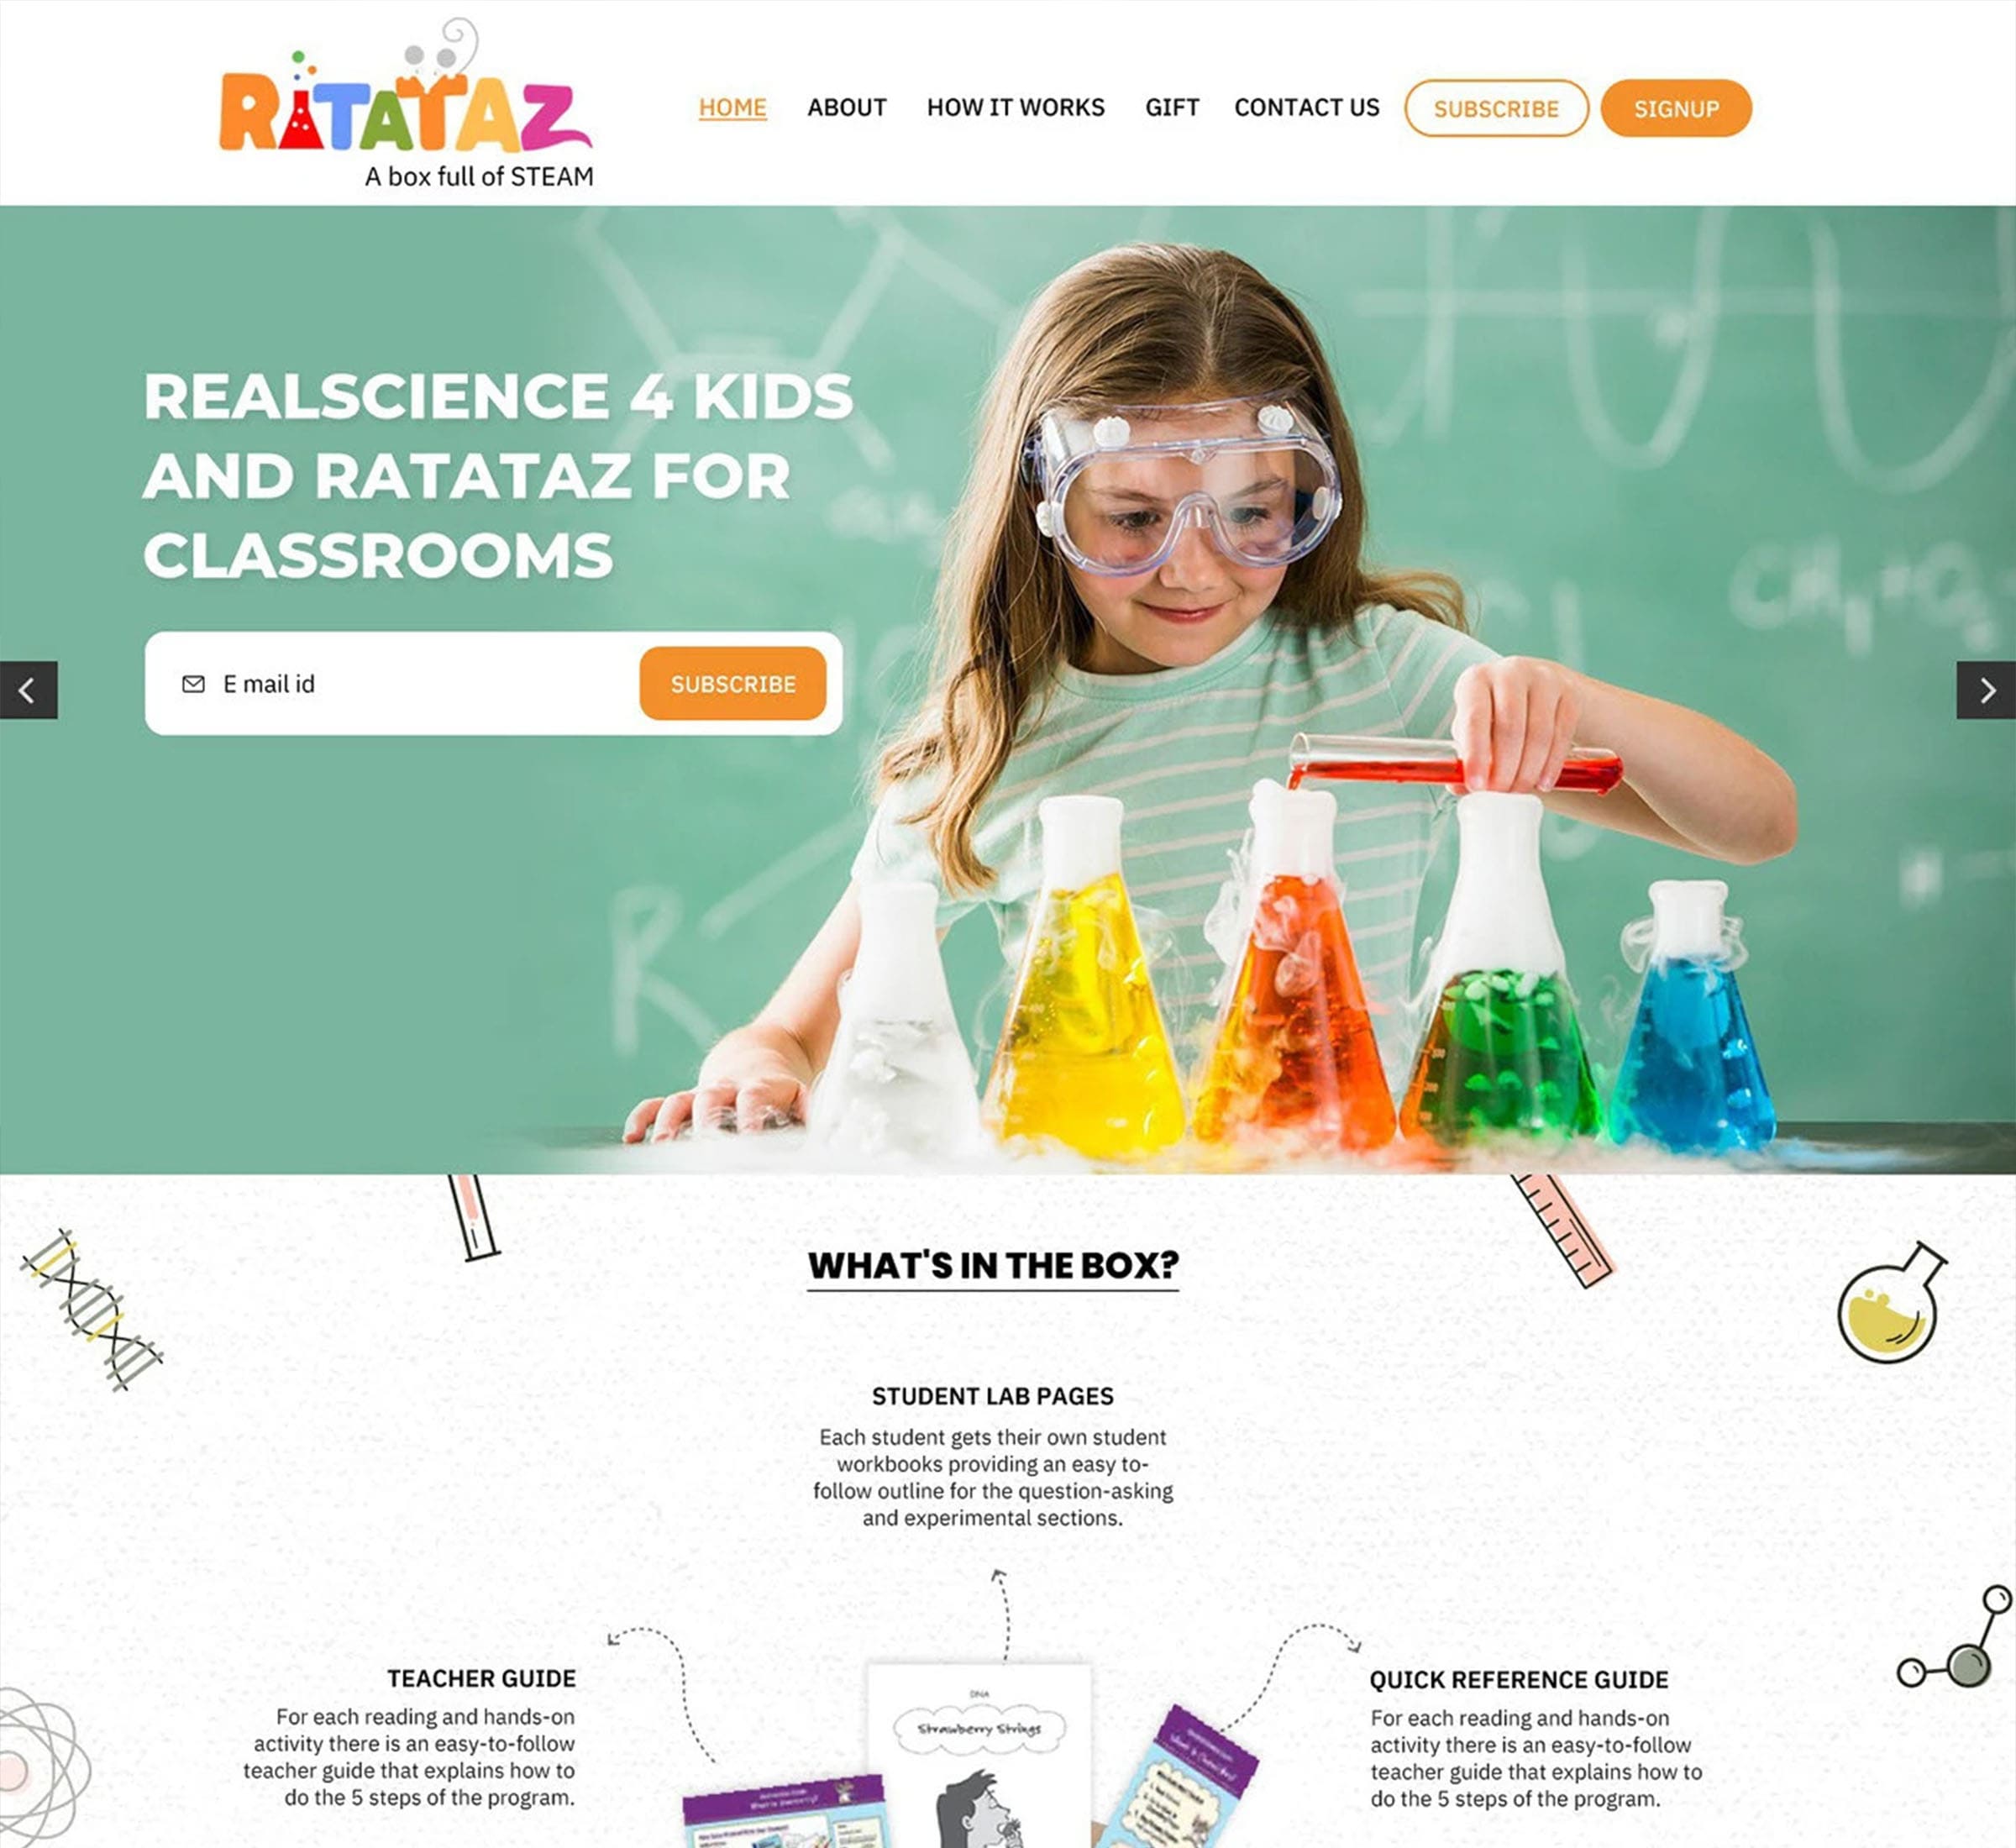 RATATAZ
A box full of STEAM
HOME ABOUT HOW IT WORKS GIFT CONTACT US SUBSCRIBE SIGNUP
REALSCIENCE 4 KIDS
AND RATATAZ FOR
CLASSROOMS
E mail id SUBSCRIBE
WHAT'S IN THE BOX?
STUDENT LAB PAGES
Each student gets their own student
workbooks providing an easy to-
follow outline for the question-asking
and experimental sections.
TEACHER GUIDE
For each reading and hands-on
activity there is an easy-to-follow
teacher guide that explains how to
do the 5 steps of the program.
DNA
Strawberry Strings
QUICK REFERENCE GUIDE
For each reading and hands-on
activity there is an easy-to-follow
teacher guide that explains how to
do the 5 steps of the program.